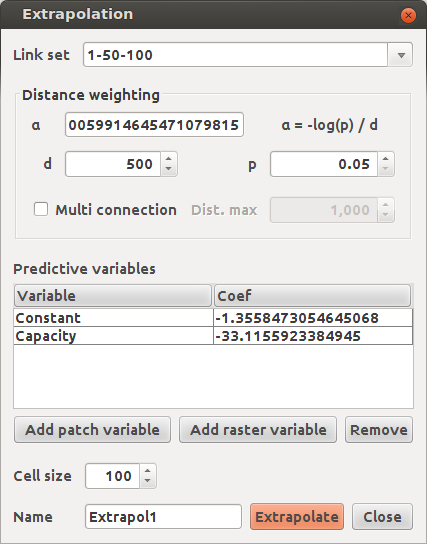 Extrapolation
Link set 1-50-100
Distance weighting
α 0059914645471079815 α = -log(p) / d
d 500 p 0.05
Multi connection Dist. max 1,000
Predictive variables
Variable Coef
Constant -1.3558473054645068
Capacity -33.1155923384945
Add patch variable Add raster variable Remove
Cell size 100
Name Extrapol1 Extrapolate Close